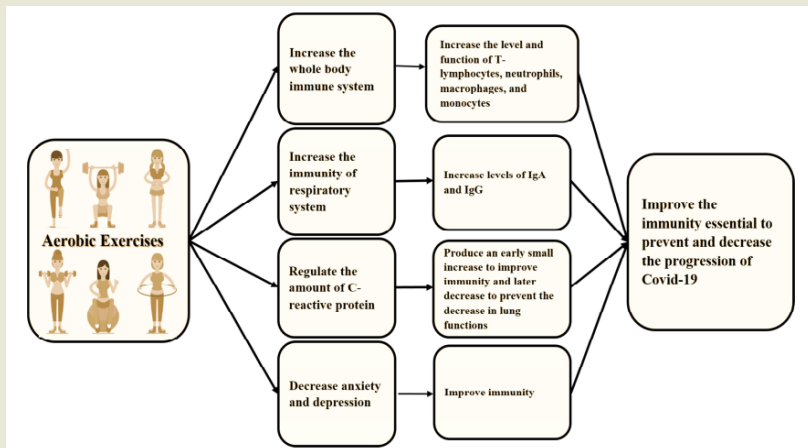 Aerobic Exercises
Increase the
whole body
immune system
Increase the level and
function of T-
lymphocytes, neutrophils,
macrophages, and
monocytes
Increase the
immunity of
respiratory
system
Increase levels of IgA
and IgG
Regulate the
amount of C-
reactive protein
Produce an early small
increase to improve
immunity and later
decrease to prevent the
decrease in lung
functions
Decrease anxiety
and depression
Improve immunity
Improve the
immunity essential to
prevent and decrease
the progression of
Covid-19